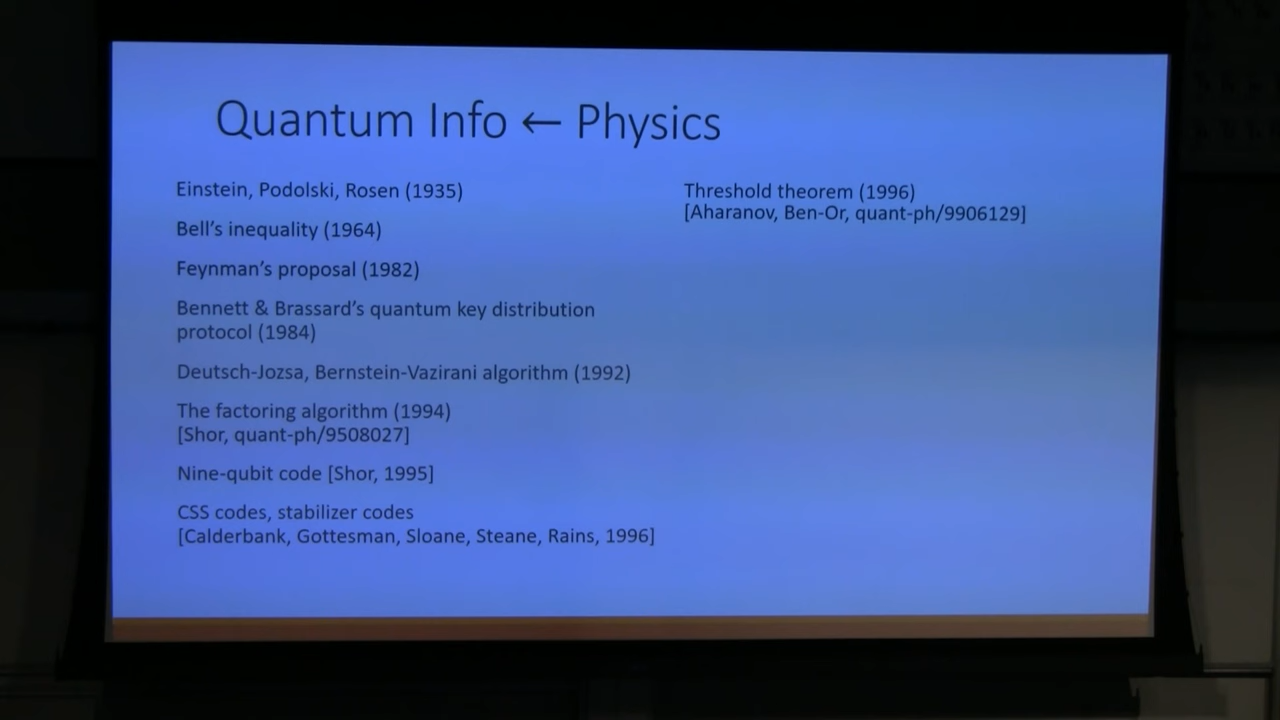 Quantum Info ← Physics
Einstein, Podolski, Rosen (1935)
Bell's inequality (1964)
Feynman's proposal (1982)
Bennett & Brassard's quantum key distribution
protocol (1984)
Deutsch-Jozsa, Bernstein-Vazirani algorithm (1992)
The factoring algorithm (1994)
[Shor, quant-ph/9508027]
Nine-qubit code [Shor, 1995]
CSS codes, stabilizer codes
[Calderbank, Gottesman, Sloane, Steane, Rains, 1996]
Threshold theorem (1996)
[Aharanov, Ben-Or, quant-ph/9906129]